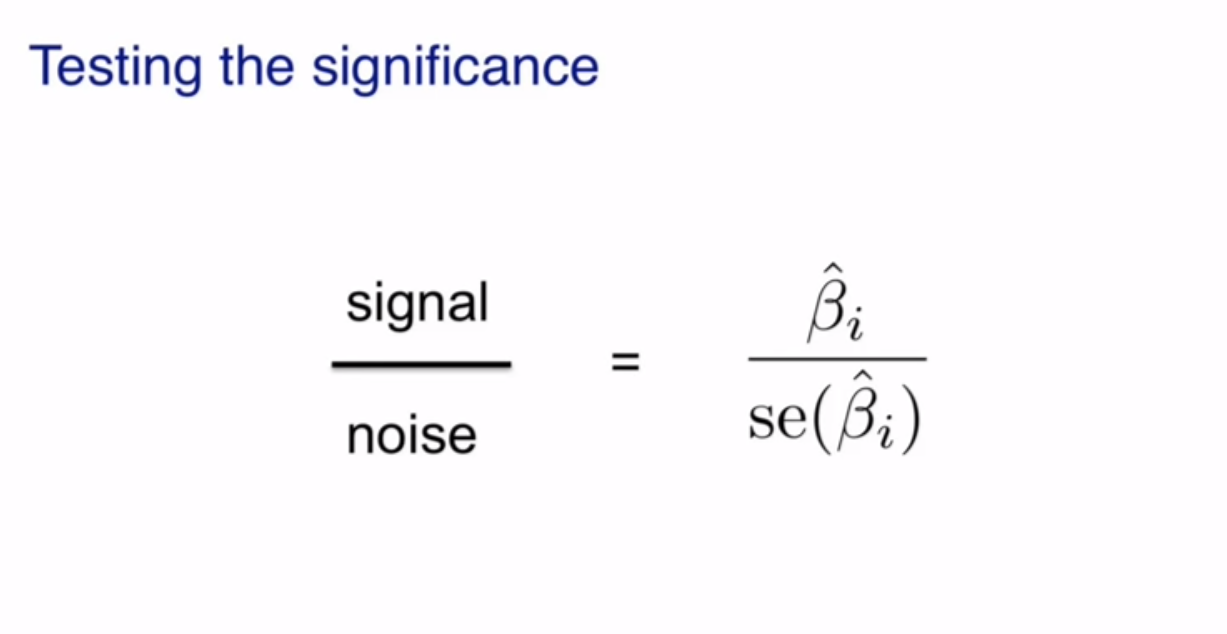 Testing the significance
signal
noise
=
β̂ᵢ
se(β̂ᵢ)